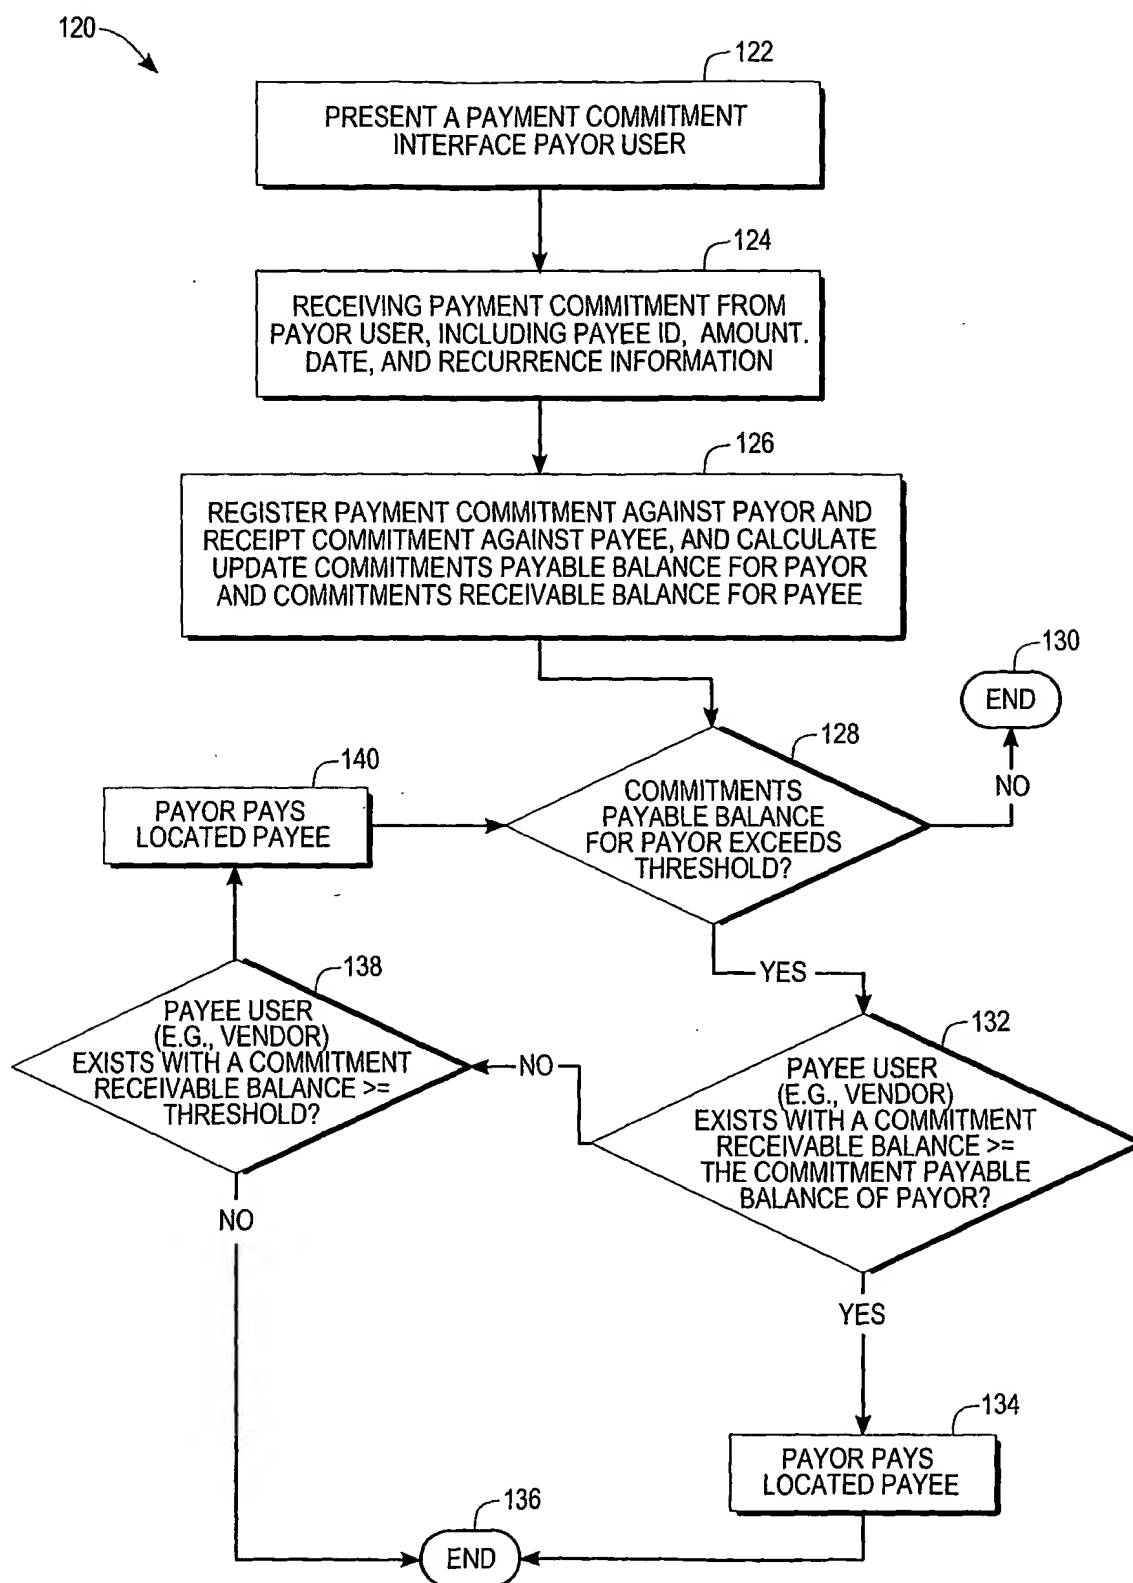 120
122
PRESENT A PAYMENT COMMITMENT
INTERFACE PAYOR USER
124
RECEIVING PAYMENT COMMITMENT FROM
PAYOR USER, INCLUDING PAYEE ID, AMOUNT.
DATE, AND RECURRENCE INFORMATION
126
REGISTER PAYMENT COMMITMENT AGAINST PAYOR AND
RECEIPT COMMITMENT AGAINST PAYEE, AND CALCULATE
UPDATE COMMITMENTS PAYABLE BALANCE FOR PAYOR
AND COMMITMENTS RECEIVABLE BALANCE FOR PAYEE
130
END
NO
128
COMMITMENTS
PAYABLE BALANCE
FOR PAYOR EXCEEDS
THRESHOLD?
140
PAYOR PAYS
LOCATED PAYEE
YES
138
PAYEE USER
(E.G., VENDOR)
EXISTS WITH A COMMITMENT
RECEIVABLE BALANCE >=
THRESHOLD?
NO
132
PAYEE USER
(E.G., VENDOR)
EXISTS WITH A COMMITMENT
RECEIVABLE BALANCE >=
THE COMMITMENT PAYABLE
BALANCE OF PAYOR?
NO
YES
134
PAYOR PAYS
LOCATED PAYEE
136
END